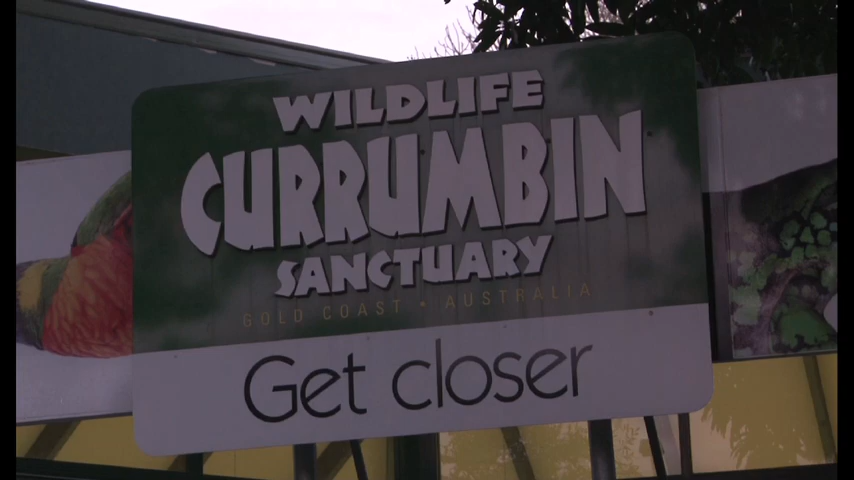 WILDLIFE
CURRUMBIN
SANCTUARY
GOLD COAST • AUSTRALIA
Get closer